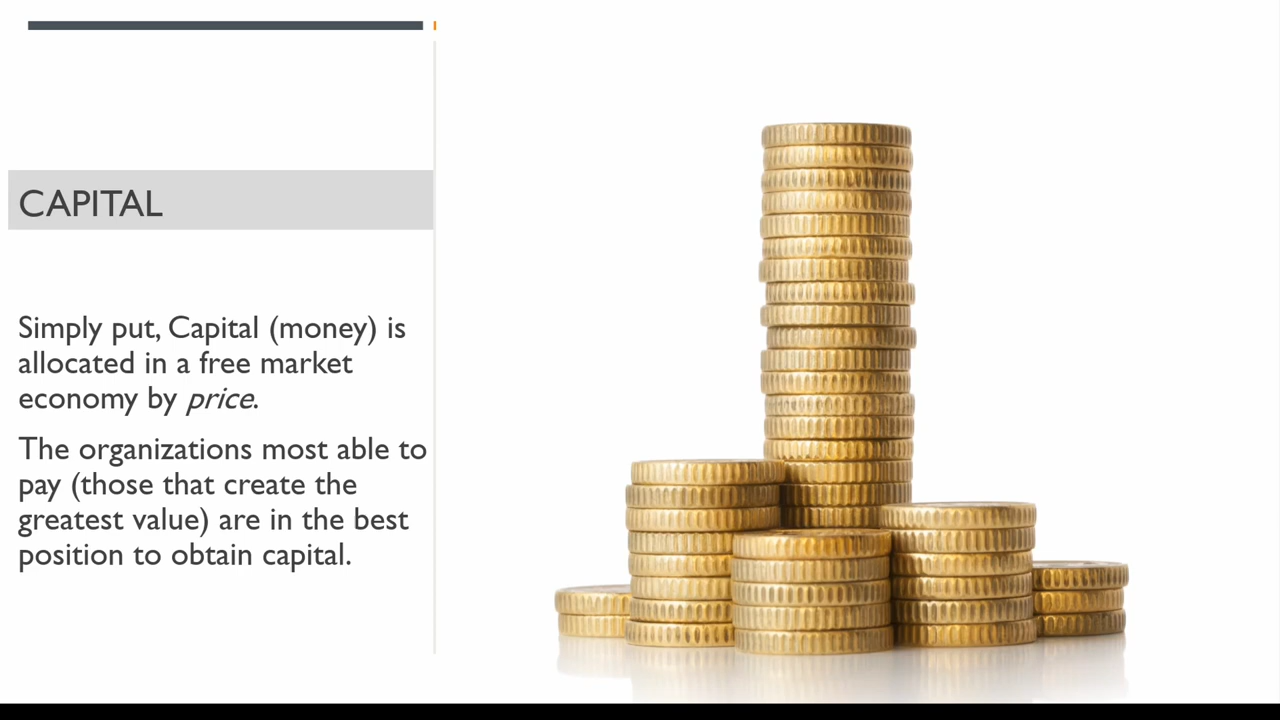 CAPITAL
Simply put, Capital (money) is
allocated in a free market
economy by price.
The organizations most able to
pay (those that create the
greatest value) are in the best
position to obtain capital.